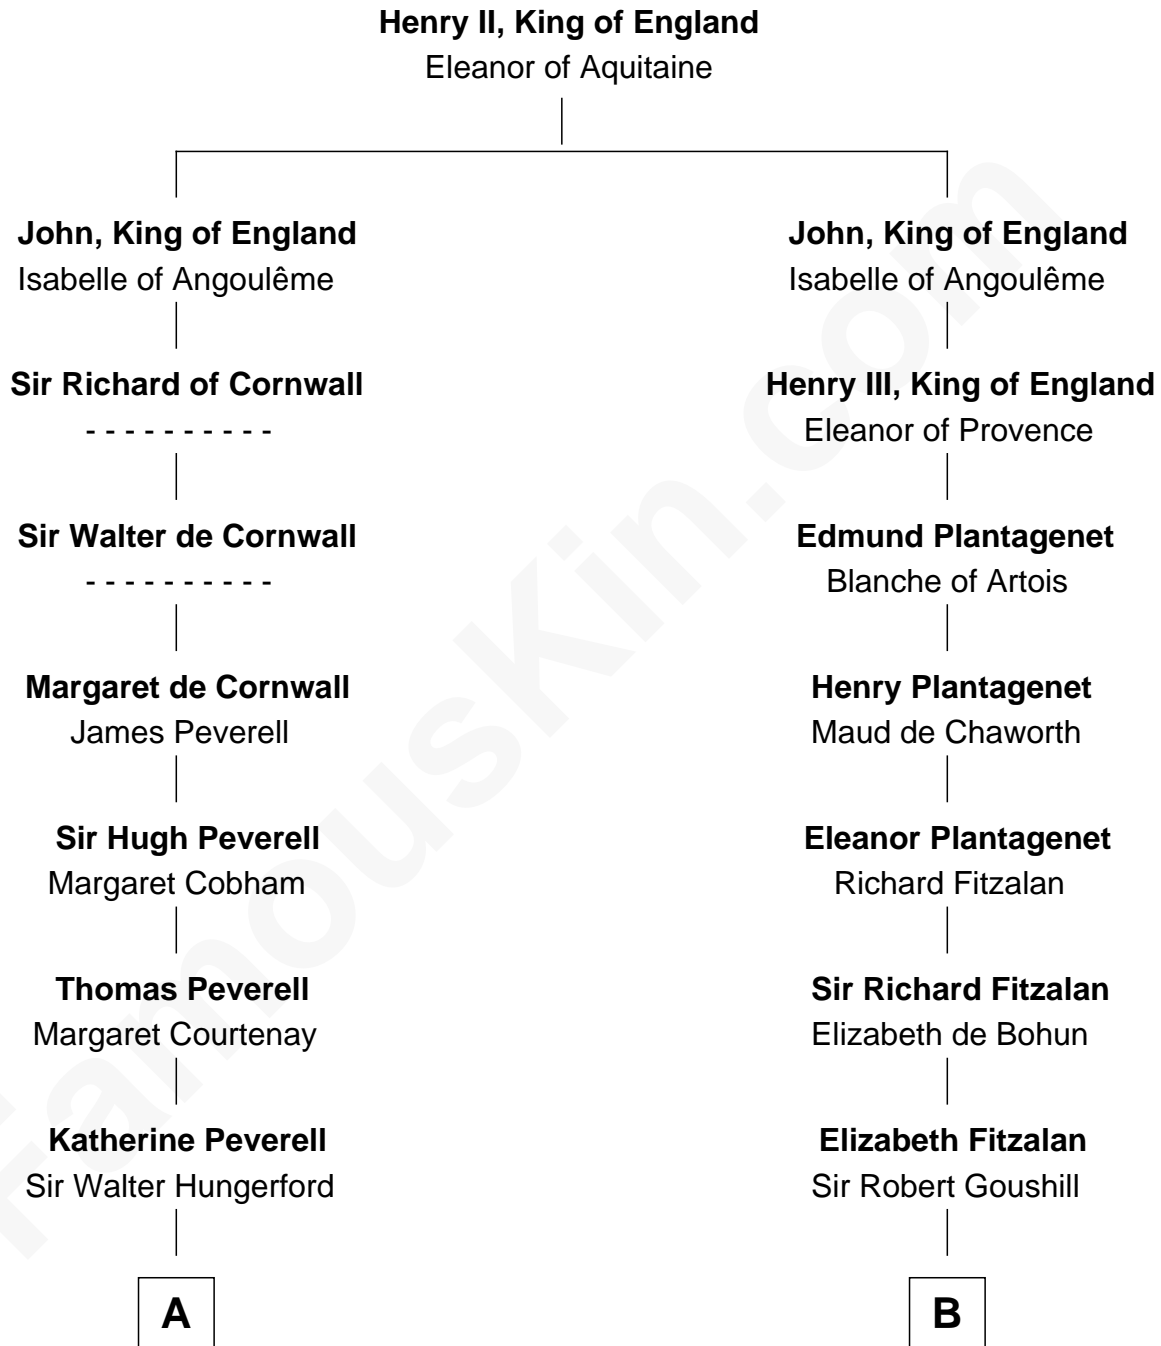 Henry II, King of England
Eleanor of Aquitaine
John, King of England
Isabelle of Angoulême
John, King of England
Isabelle of Angoulême
Sir Richard of Cornwall
- - - - - - - - - -
Henry III, King of England
Eleanor of Provence
Sir Walter de Cornwall
- - - - - - - - - -
Edmund Plantagenet
Blanche of Artois
Margaret de Cornwall
James Peverell
Henry Plantagenet
Maud de Chaworth
Sir Hugh Peverell
Margaret Cobham
Eleanor Plantagenet
Richard Fitzalan
Thomas Peverell
Margaret Courtenay
Sir Richard Fitzalan
Elizabeth de Bohun
Katherine Peverell
Sir Walter Hungerford
Elizabeth Fitzalan
Sir Robert Goushill
A
B
FamousKin.com